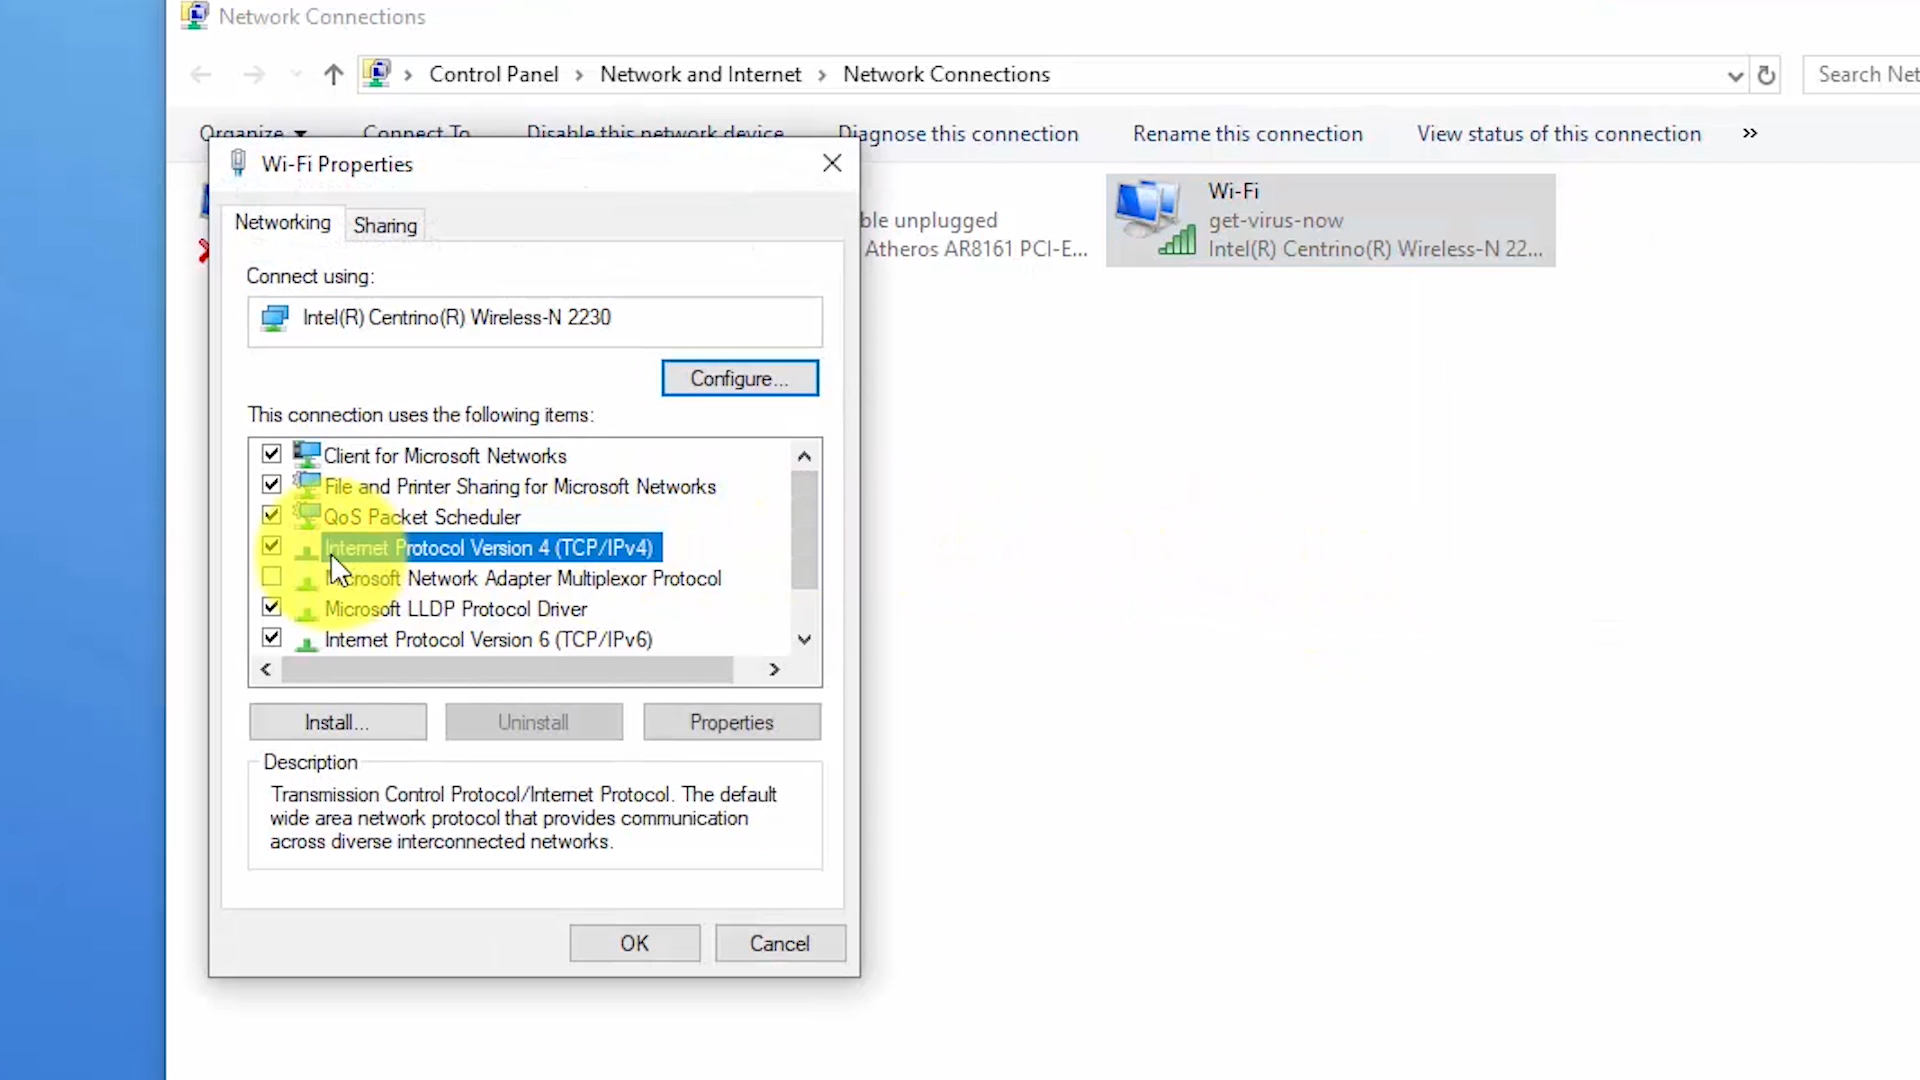 Network Connections
Control Panel > Network and Internet > Network Connections
Search Net
Organize
Connect To
Disable this network device
Diagnose this connection
Rename this connection
View status of this connection
»
Wi-Fi Properties
Networking
Sharing
Connect using:
Intel(R) Centrino(R) Wireless-N 2230
Configure...
This connection uses the following items:
Client for Microsoft Networks
File and Printer Sharing for Microsoft Networks
QoS Packet Scheduler
Internet Protocol Version 4 (TCP/IPv4)
Microsoft Network Adapter Multiplexor Protocol
Microsoft LLDP Protocol Driver
Internet Protocol Version 6 (TCP/IPv6)
Install...
Uninstall
Properties
Description
Transmission Control Protocol/Internet Protocol. The default
wide area network protocol that provides communication
across diverse interconnected networks.
OK
Cancel
ble unplugged
Atheros AR8161 PCI-E...
Wi-Fi
get-virus-now
Intel(R) Centrino(R) Wireless-N 22...